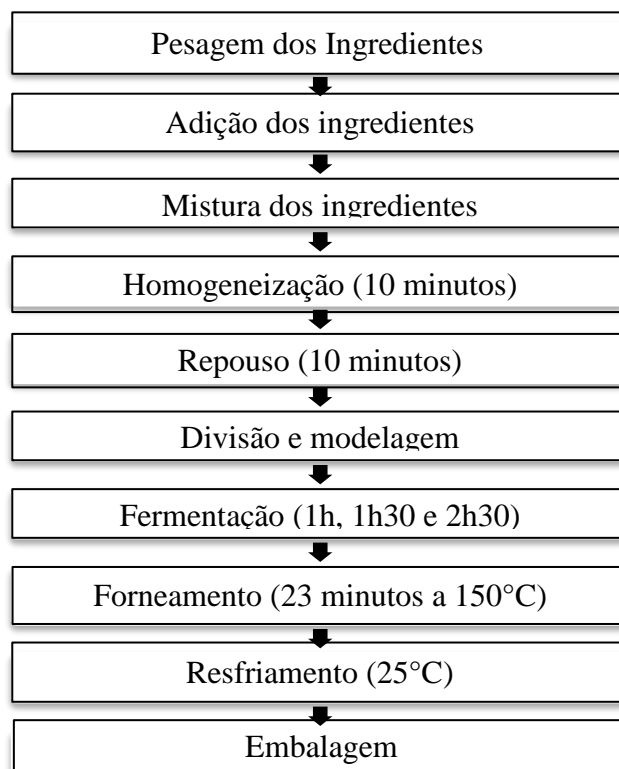 Pesagem dos Ingredientes
Adição dos ingredientes
Mistura dos ingredientes
Homogeneização (10 minutos)
Repouso (10 minutos)
Divisão e modelagem
Fermentação (1h, 1h30 e 2h30)
Forneamento (23 minutos a 150°C)
Resfriamento (25°C)
Embalagem